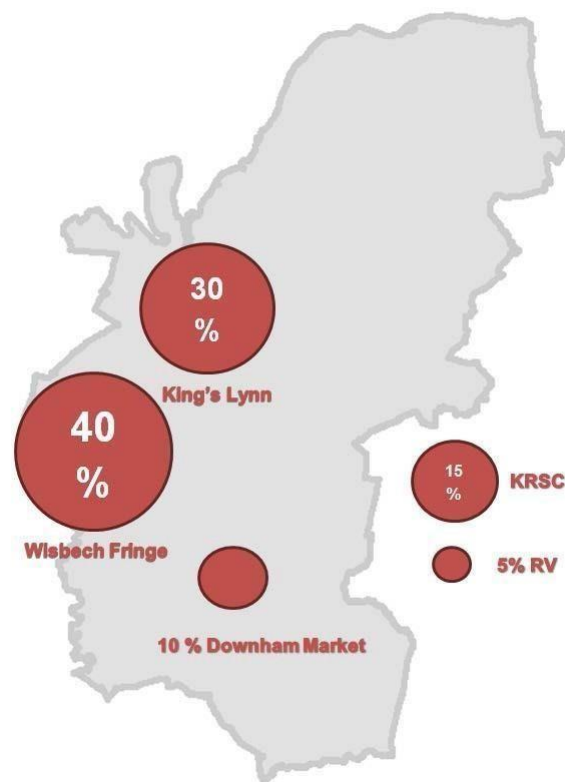 30
%
King's Lynn
40
%
Wisbech Fringe
15
%
KRSC
5% RV
10 % Downham Market